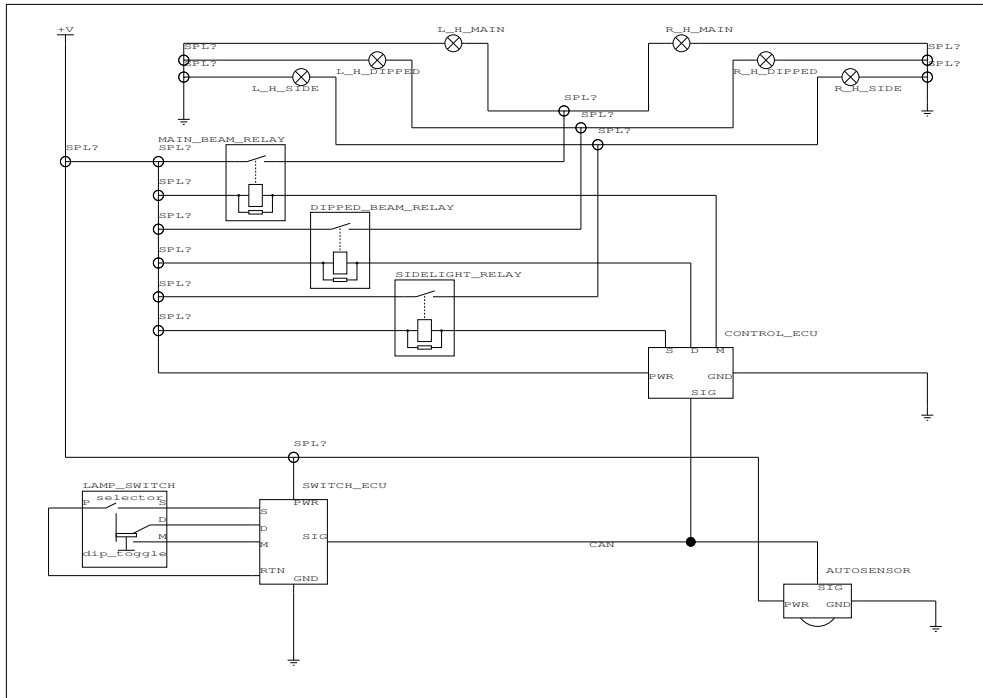 +V
L_H_MAIN
R_H_MAIN
SPL?
SPL?
SPL?
L_H_DIPPED
R_H_DIPPED
SPL?
L_H_SIDE
R_H_SIDE
SPL?
SPL?
SPL?
MAIN_BEAM_RELAY
SPL?
SPL?
SPL?
DIPPED_BEAM_RELAY
SPL?
SPL?
SIDELIGHT_RELAY
SPL?
SPL?
CONTROL_ECU
S D M
PWR GND
SIG
SPL?
LAMP_SWITCH
SWITCH_ECU
selector
P S
PWR
S
D
D
SIG
M
M
CAN
dip_toggle
RTN
GND
AUTOSENSOR
SIG
PWR GND